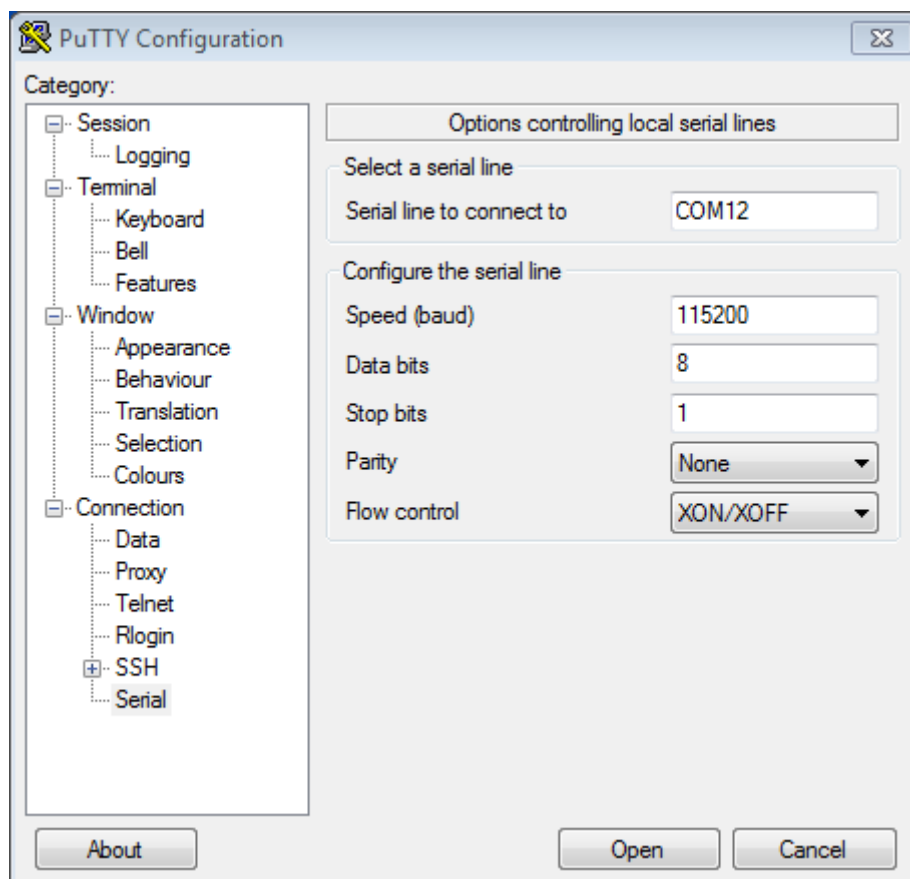 PuTTY Configuration
Category:
Session
Logging
Terminal
Keyboard
Bell
Features
Window
Appearance
Behaviour
Translation
Selection
Colours
Connection
Data
Proxy
Telnet
Rlogin
SSH
Serial
Options controlling local serial lines
Select a serial line
Serial line to connect to COM12
Configure the serial line
Speed (baud) 115200
Data bits 8
Stop bits 1
Parity None
Flow control XON/XOFF
About Open Cancel